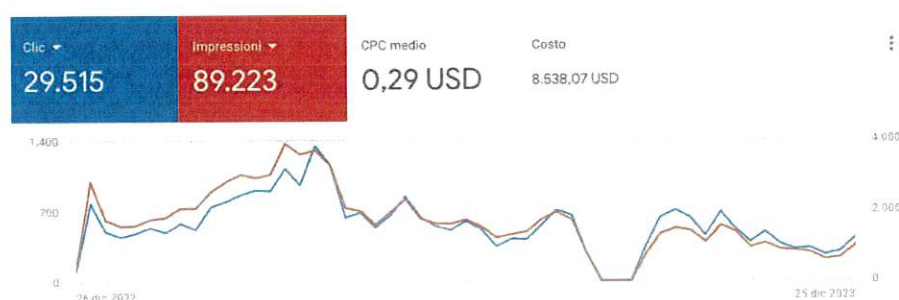 Clic
Impressioni
CPC medio
Costo
29.515
89.223
0,29 USD
8.538,07 USD
1.400
4.000
700
2.000
0
0
26 dic 2022
25 dic 2023